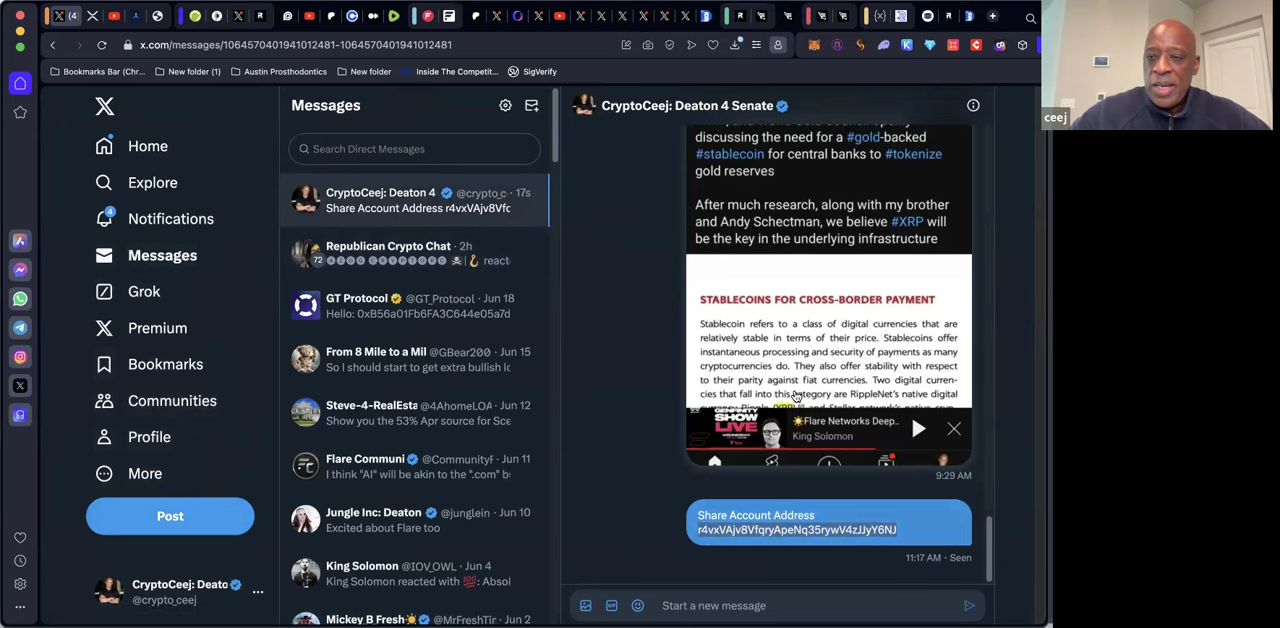 x.com/messages/1064570401941012481-1064570401941012481
Bookmarks Bar (Chr...
New folder (1)
Austin Prosthodontics
New folder
Inside The Competit...
SigVerify
ceej
Home
Explore
Notifications
4
Messages
Grok
Premium
Bookmarks
Communities
Profile
More
Post
CryptoCeej: Deatc
@crypto_ceej
Messages
Search Direct Messages
CryptoCeej: Deaton 4 @crypto_c · 17s
Share Account Address r4vxVAjv8Vfc
Republican Crypto Chat · 2h
72
react
GT Protocol @GT_Protocol · Jun 18
Hello: 0xB56a01Fb6FA3C644e05a7d
From 8 Mile to a Mil @GBear200 · Jun 15
So I should start to get extra bullish lo
Steve-4-RealEsta @4AhomeLOA · Jun 12
Show you the 53% Apr source for Sce
Flare Communi @CommunityF · Jun 11
I think "AI" will be akin to the ".com" bu
Jungle Inc: Deaton @junglein · Jun 10
Excited about Flare too
King Solomon @IOV_OWL · Jun 4
King Solomon reacted with 💯: Absol
Mickey B Fresh @MrFreshTir · Jun 2
CryptoCeej: Deaton 4 Senate
discussing the need for a #gold-backed
#stablecoin for central banks to #tokenize
gold reserves
After much research, along with my brother
and Andy Schectman, we believe #XRP will
be the key in the underlying infrastructure
STABLECOINS FOR CROSS-BORDER PAYMENT
Stablecoin refers to a class of digital currencies that are
relatively stable in terms of their price. Stablecoins offer
instantaneous processing and security of payments as many
cryptocurrencies do. They also offer stability with respect
to their parity against fiat currencies. Two digital curren-
cies that fall into this category are RippleNet's native digital
SHOW
LIVE
Flare Networks Deep..
King Solomon
9:29 AM
Share Account Address
r4vxVAjv8VfqryApeNq35rywV4zJJyY6NJ
11:17 AM · Seen
Start a new message